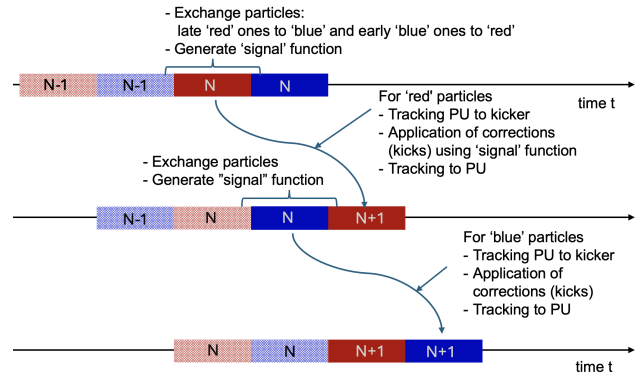 - Exchange particles:
late 'red' ones to 'blue' and early 'blue' ones to 'red'
- Generate 'signal' function
N-1 N-1 N N
time t
For 'red' particles
- Tracking PU to kicker
- Application of corrections
(kicks) using 'signal' function
- Tracking to PU
- Exchange particles
- Generate "signal" function
N-1 N N N+1
For 'blue' particles
- Tracking PU to kicker
- Application of
corrections (kicks)
- Tracking to PU
N N N+1 N+1
time t